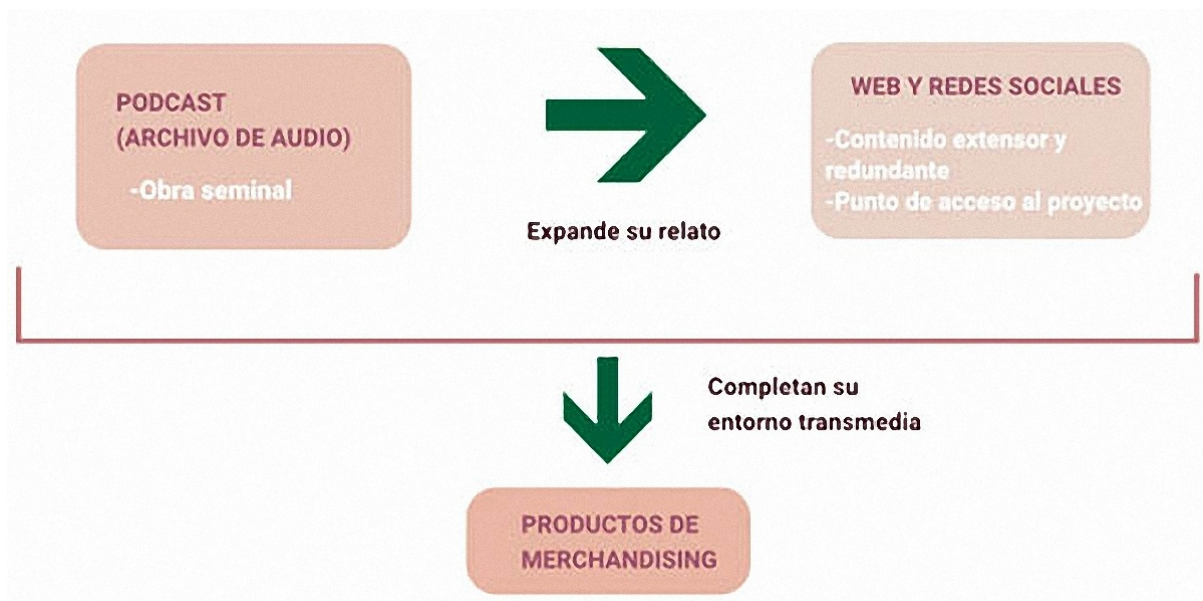 PODCAST
(ARCHIVO DE AUDIO)
-Obra seminal
Expande su relato
WEB Y REDES SOCIALES
-Contenido extensor y
redundante
-Punto de acceso al proyecto
Completan su
entorno transmedia
PRODUCTOS DE
MERCHANDISING